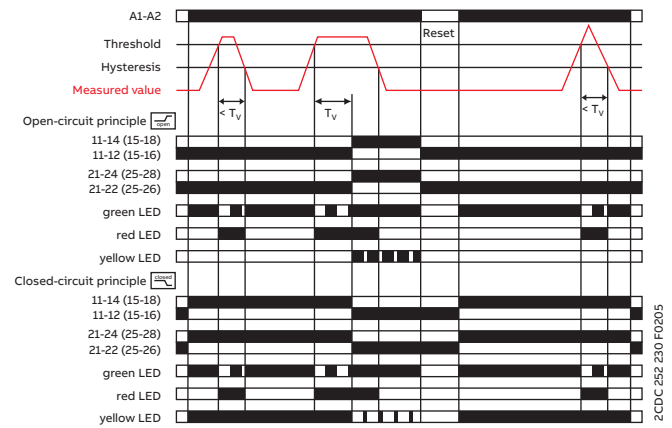 A1-A2
Reset
Threshold
Hysteresis
Measured value
< Tv
Tv
< Tv
Open-circuit principle open
11-14 (15-18)
11-12 (15-16)
21-24 (25-28)
21-22 (25-26)
green LED
red LED
yellow LED
Closed-circuit principle closed
11-14 (15-18)
11-12 (15-16)
21-24 (25-28)
21-22 (25-26)
green LED
red LED
yellow LED
2CDC 252 230 F0205